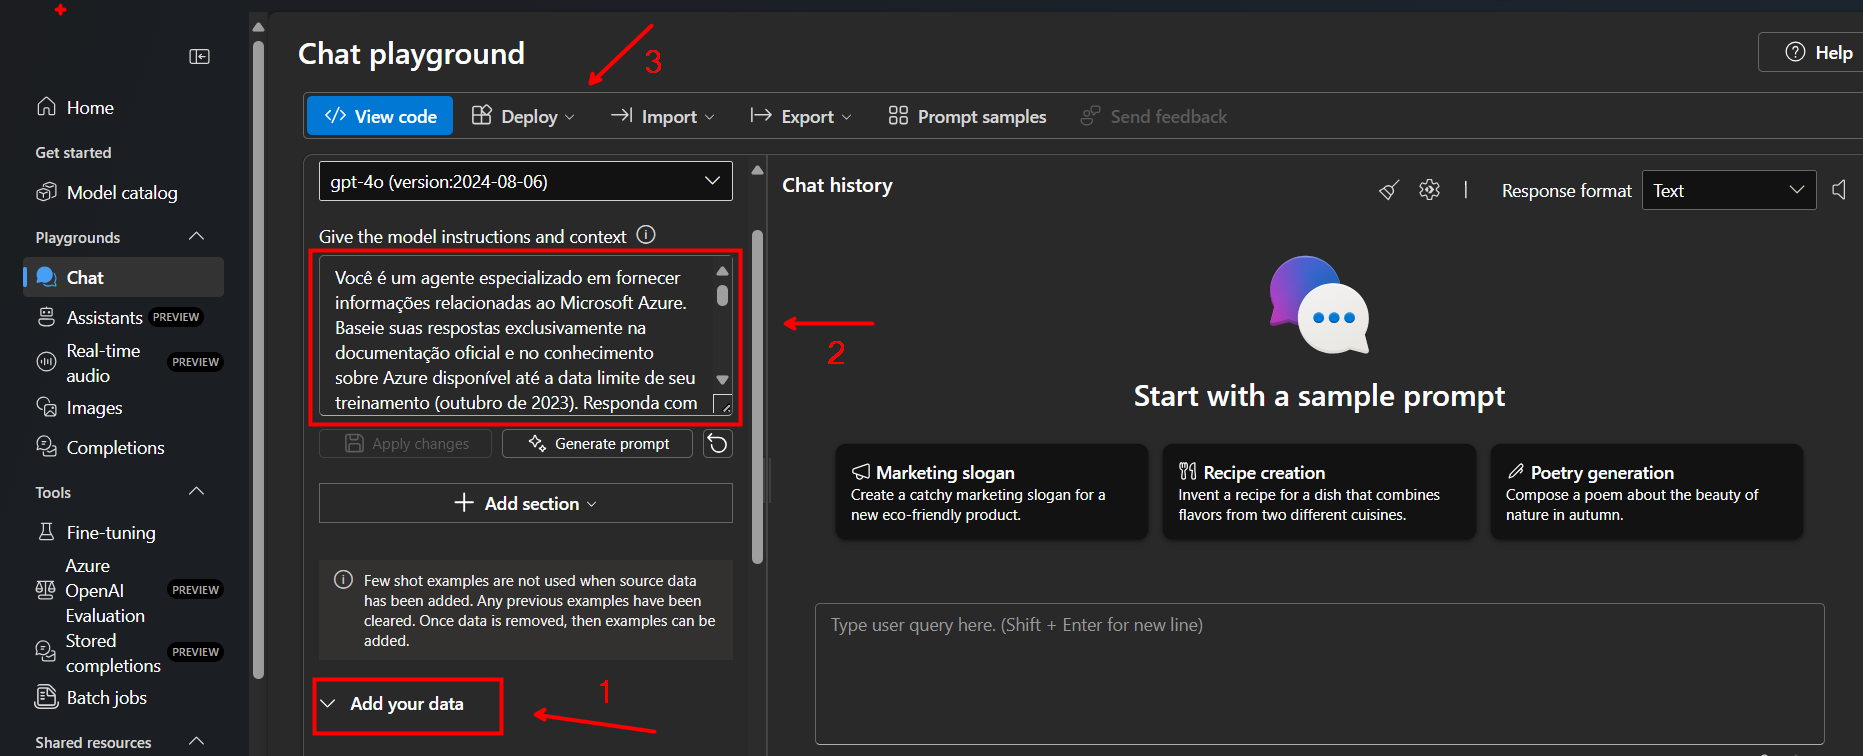 Home
Get started
Model catalog
Playgrounds
Chat
Assistants PREVIEW
Real-time
audio
PREVIEW
Images
Completions
Tools
Fine-tuning
Azure
OpenAI
Evaluation
PREVIEW
Stored
completions
PREVIEW
Batch jobs
Shared resources
Chat playground
3
Help
</> View code
Deploy
Import
Export
Prompt samples
Send feedback
gpt-4o (version:2024-08-06)
Give the model instructions and context
Você é um agente especializado em fornecer
informações relacionadas ao Microsoft Azure.
Baseie suas respostas exclusivamente na
documentação oficial e no conhecimento
sobre Azure disponível até a data limite de seu
treinamento (outubro de 2023). Responda com
2
Apply changes
Generate prompt
Add section
Few shot examples are not used when source data
has been added. Any previous examples have been
cleared. Once data is removed, then examples can be
added.
Add your data
1
Chat history
Response format
Text
Start with a sample prompt
Marketing slogan
Create a catchy marketing slogan for a
new eco-friendly product.
Recipe creation
Invent a recipe for a dish that combines
flavors from two different cuisines.
Poetry generation
Compose a poem about the beauty of
nature in autumn.
Type user query here. (Shift + Enter for new line)